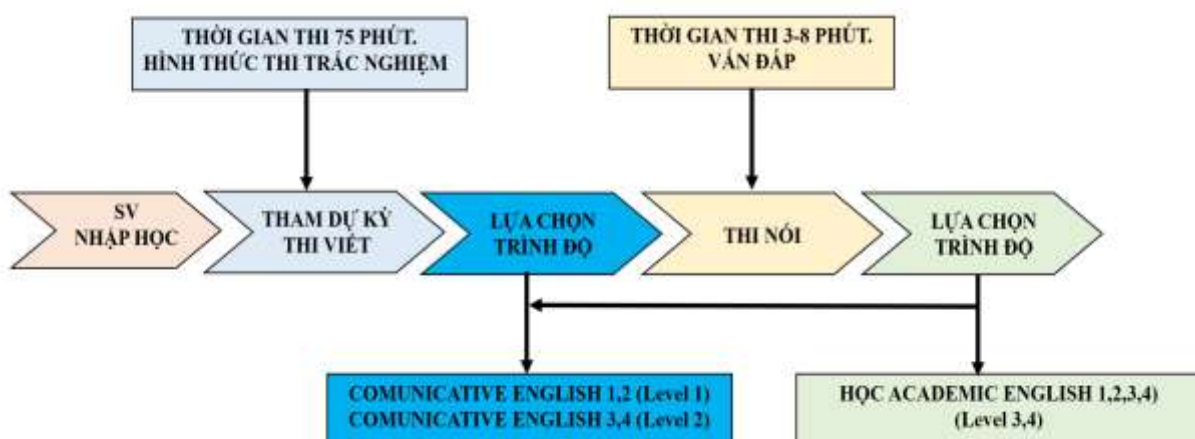 THỜI GIAN THI 75 PHÚT.
HÌNH THỨC THI TRẮC NGHIỆM
THỜI GIAN THI 3-8 PHÚT.
VẤN ĐÁP
SV
NHẬP HỌC
THAM DỰ KỲ
THI VIẾT
LỰA CHỌN
TRÌNH ĐỘ
THI NÓI
LỰA CHỌN
TRÌNH ĐỘ
COMUNICATIVE ENGLISH 1,2 (Level 1)
COMUNICATIVE ENGLISH 3,4 (Level 2)
HỌC ACADEMIC ENGLISH 1,2,3,4)
(Level 3,4)